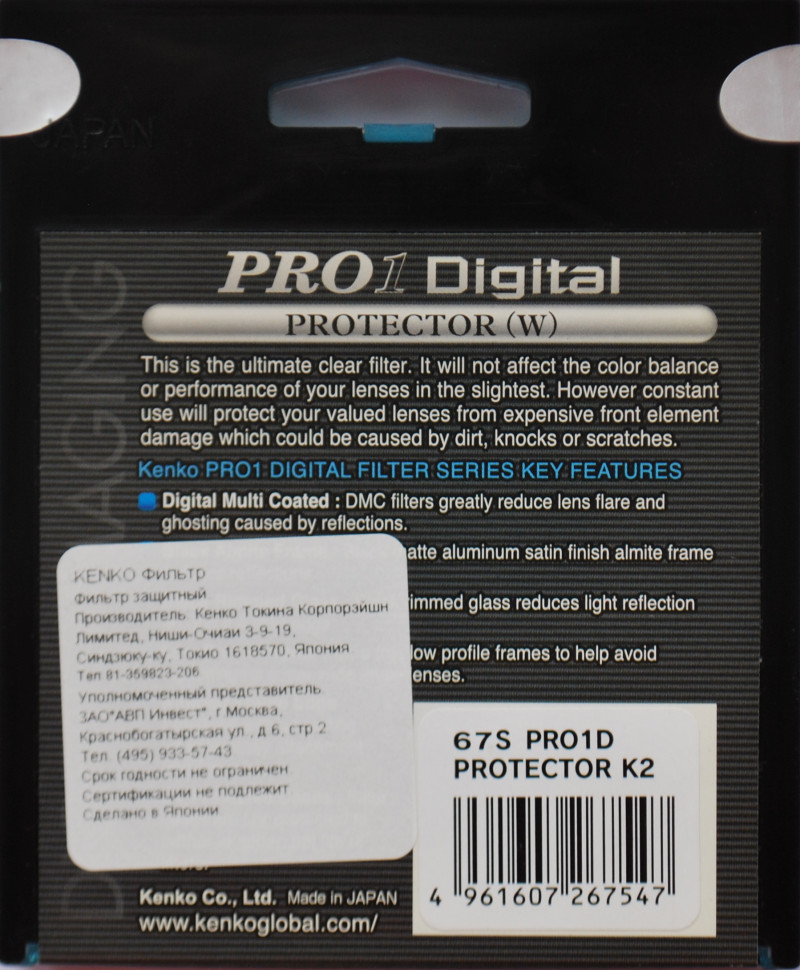 JAPAN
PRO1 Digital
PROTECTOR (W)
This is the ultimate clear filter. It will not affect the color balance
or performance of your lenses in the slightest. However constant
use will protect your valued lenses from expensive front element
damage which could be caused by dirt, knocks or scratches.
Kenko PRO1 DIGITAL FILTER SERIES KEY FEATURES
Digital Multi Coated : DMC filters greatly reduce lens flare and
ghosting caused by reflections.
aluminum satin finish almite frame
glass reduces light reflection
profile frames to help avoid
KENKO Фильтр
Фильтр защитный
Производитель: Кенко Токина Корпорэйшн
Лимитед, Ниши-Очиаи 3-9-19,
Синдзюку-ку, Токио 1618570, Япония
Тел 81-359823-206
Уполномоченный представитель:
ЗАО"АВП Инвест", г Москва,
Краснобогатырская ул., д 6, стр 2
Тел. (495) 933-57-43
Срок годности не ограничен
Сертификации не подлежит
Сделано в Японии
67S PRO1D
PROTECTOR K2
4 961607 267547
Kenko Co., Ltd. Made in JAPAN
www.kenkoglobal.com/